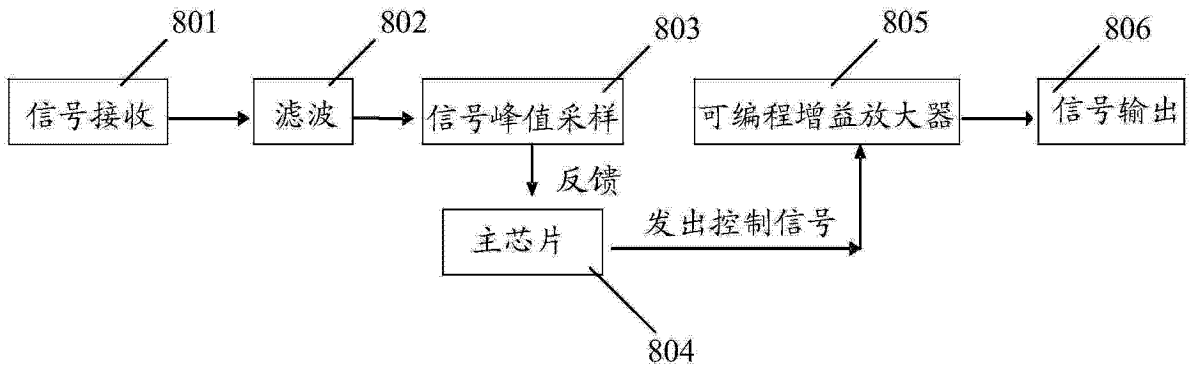 801
802
803
805
806
信号接收
滤波
信号峰值采样
可编程增益放大器
信号输出
反馈
主芯片
发出控制信号
804